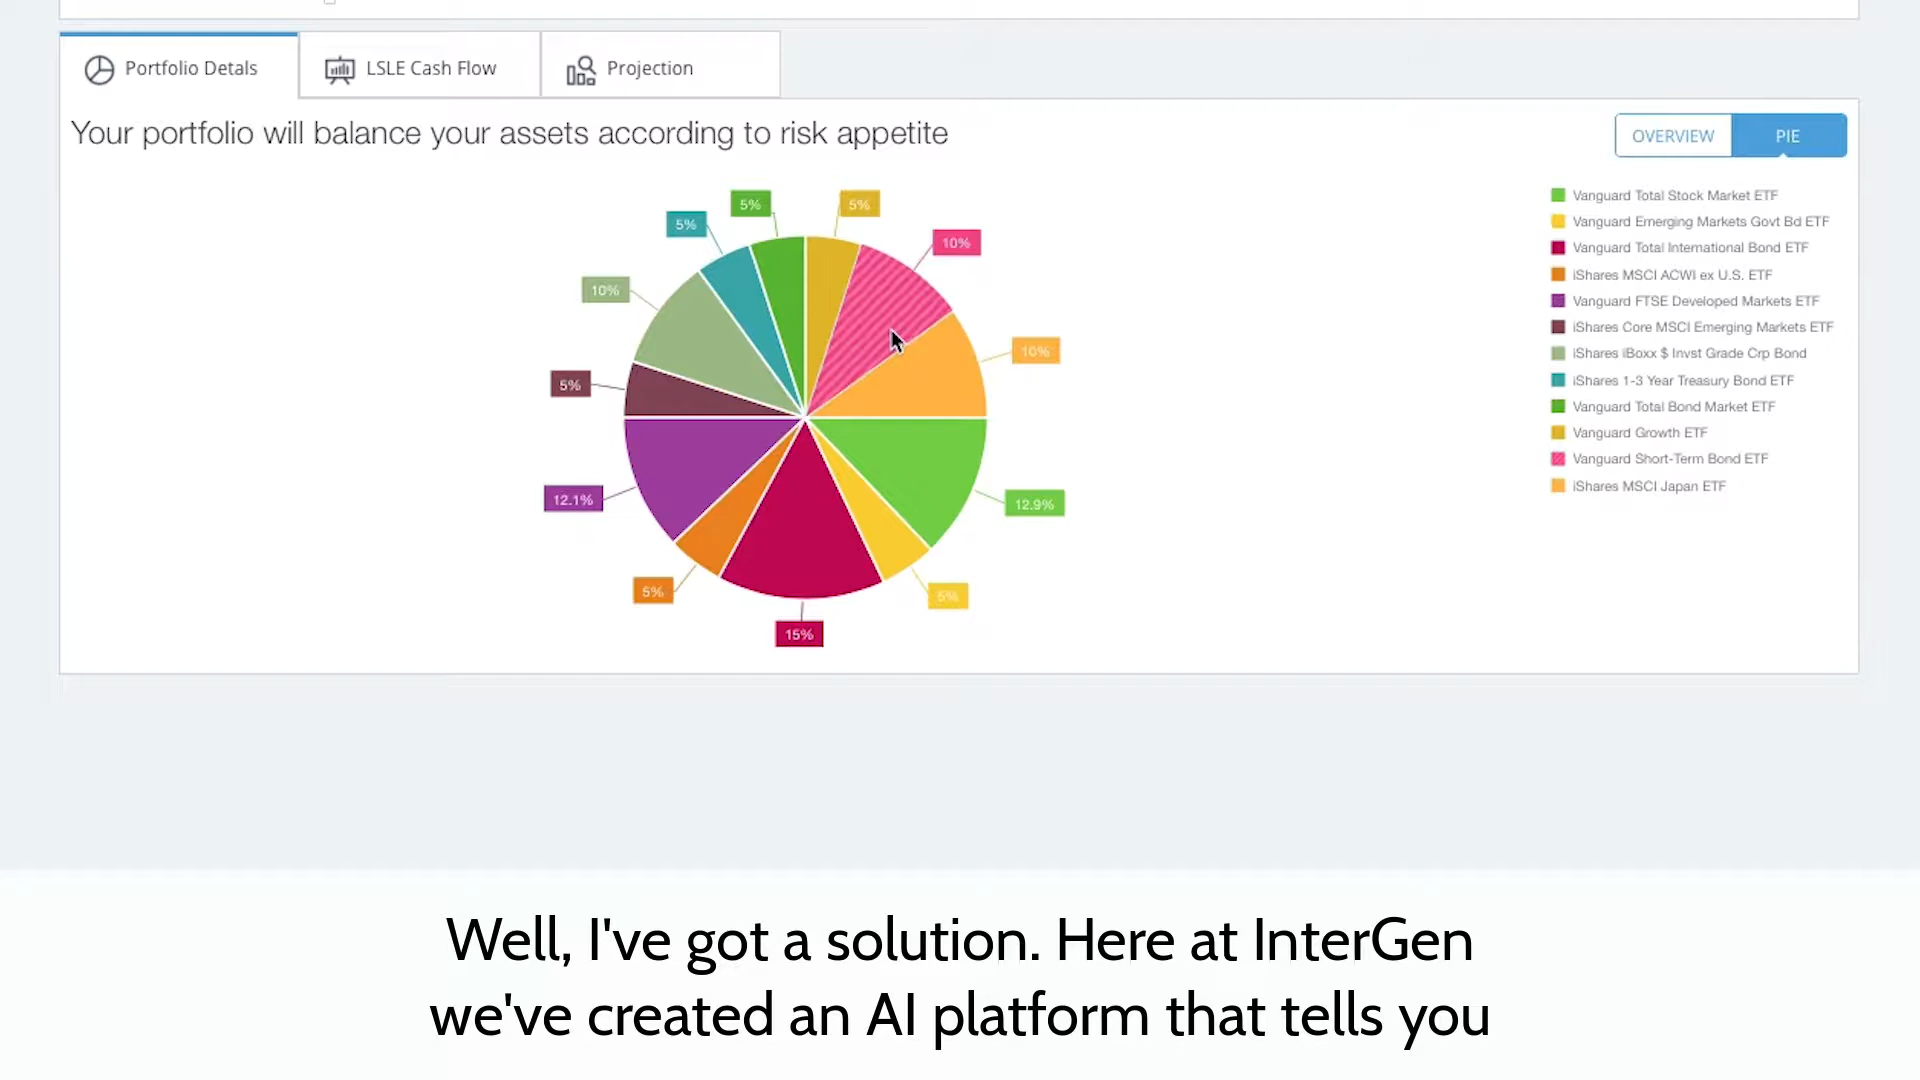 Portfolio Detals
LSLE Cash Flow
Projection
Your portfolio will balance your assets according to risk appetite
OVERVIEW
PIE
5%
5%
5%
10%
10%
10%
5%
12.1%
12.9%
5%
5%
15%
Vanguard Total Stock Market ETF
Vanguard Emerging Markets Govt Bd ETF
Vanguard Total International Bond ETF
iShares MSCI ACWI ex U.S. ETF
Vanguard FTSE Developed Markets ETF
iShares Core MSCI Emerging Markets ETF
iShares iBoxx $ Invst Grade Crp Bond
iShares 1-3 Year Treasury Bond ETF
Vanguard Total Bond Market ETF
Vanguard Growth ETF
Vanguard Short-Term Bond ETF
iShares MSCI Japan ETF
Well, I've got a solution. Here at InterGen
we've created an AI platform that tells you